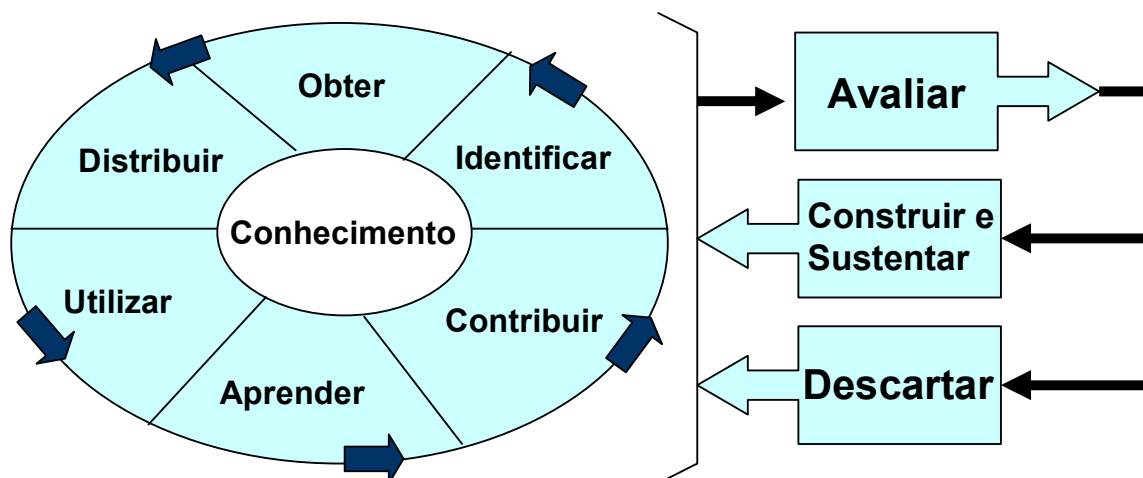 Obter
Distribuir
Identificar
Conhecimento
Utilizar
Contribuir
Aprender
Avaliar
Construir e
Sustentar
Descartar